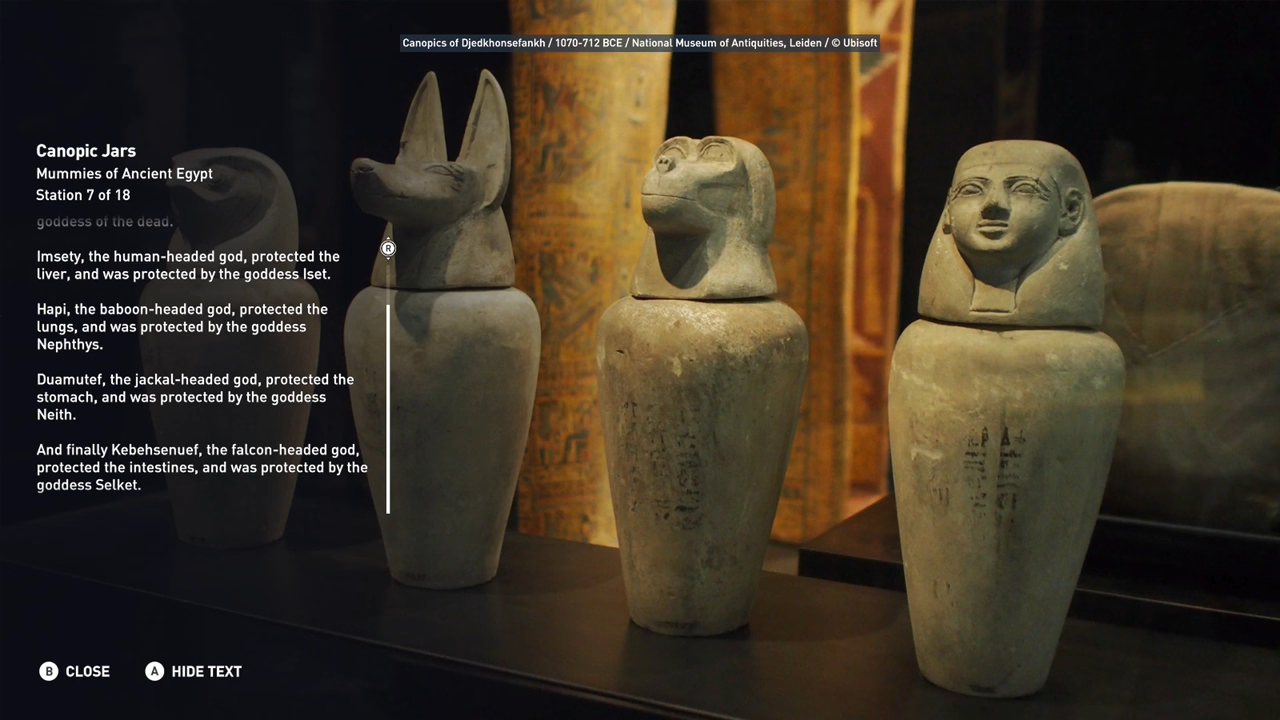 Canopics of Djedkhonsefankh / 1070-712 BCE / National Museum of Antiquities, Leiden / © Ubisoft
Canopic Jars
Mummies of Ancient Egypt
Station 7 of 18
goddess of the dead.
Imsety, the human-headed god, protected the
liver, and was protected by the goddess Iset.
Hapi, the baboon-headed god, protected the
lungs, and was protected by the goddess
Nephthys.
Duamutef, the jackal-headed god, protected the
stomach, and was protected by the goddess
Neith.
And finally Kebehsenuef, the falcon-headed god,
protected the intestines, and was protected by the
goddess Selket.
R
B CLOSE A HIDE TEXT